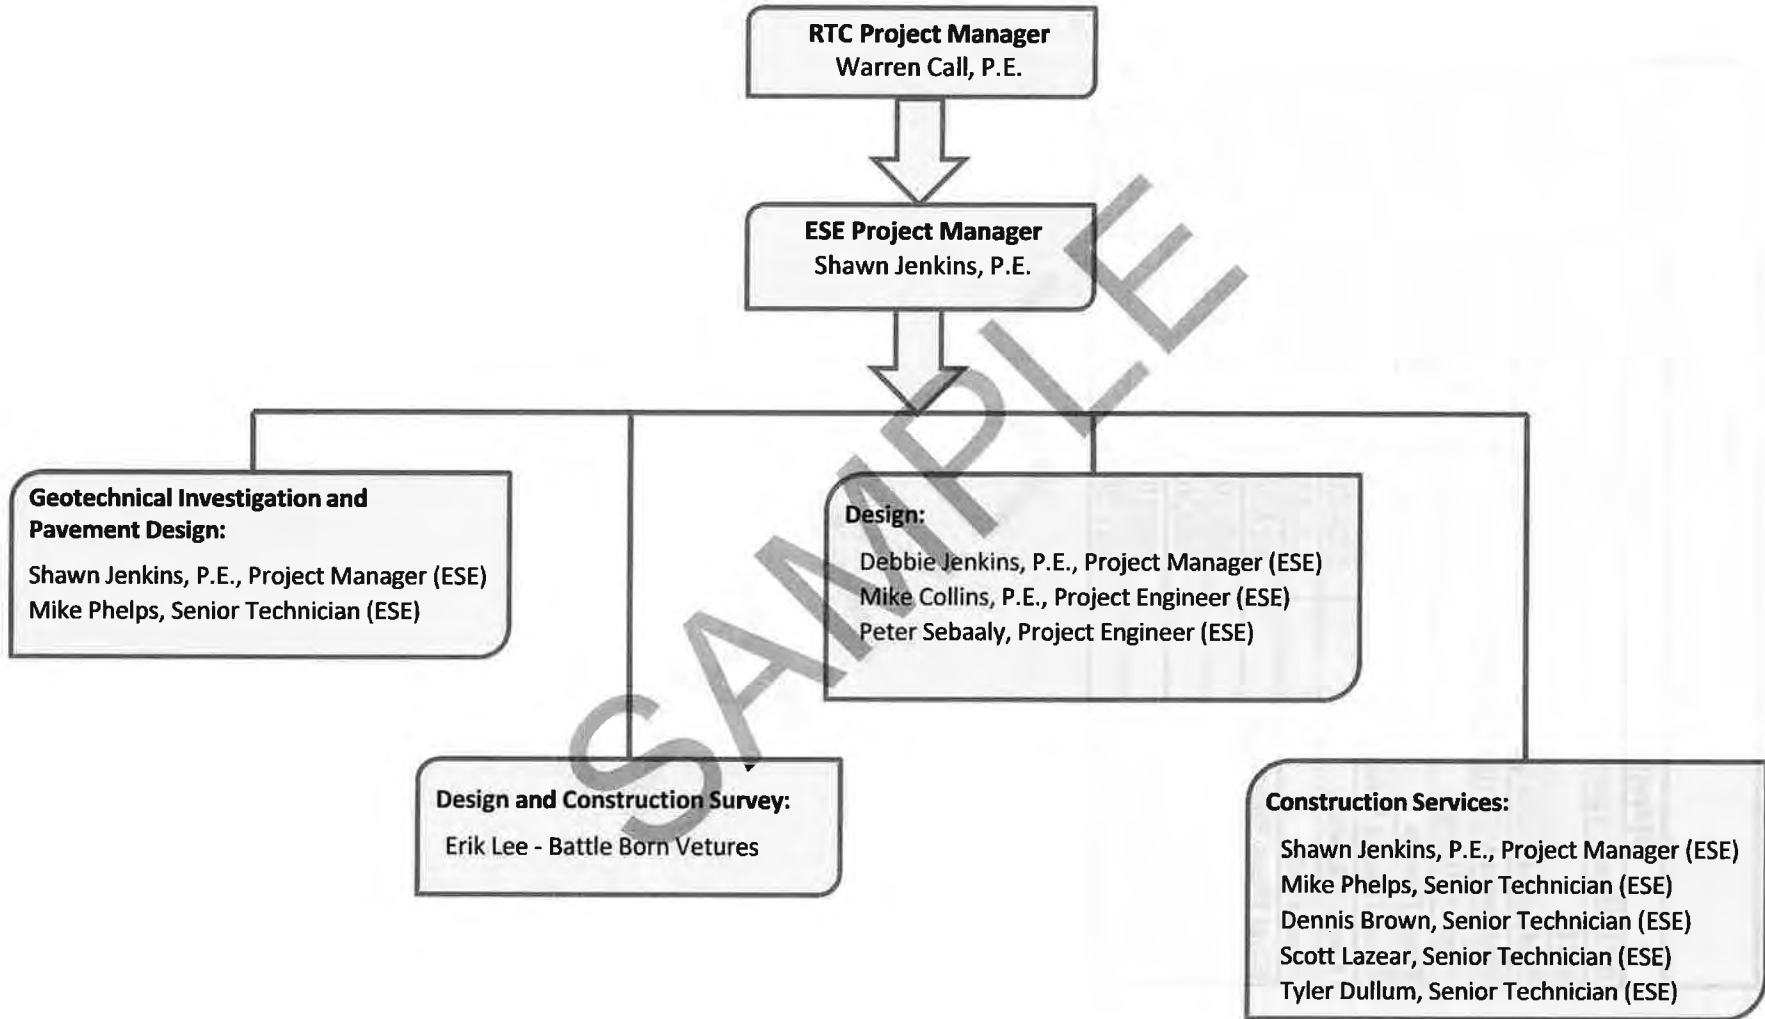 RTC Project Manager
Warren Call, P.E.
ESE Project Manager
Shawn Jenkins, P.E.
Geotechnical Investigation and
Pavement Design:
Shawn Jenkins, P.E., Project Manager (ESE)
Mike Phelps, Senior Technician (ESE)
Design:
Debbie Jenkins, P.E., Project Manager (ESE)
Mike Collins, P.E., Project Engineer (ESE)
Peter Sebaaly, Project Engineer (ESE)
Design and Construction Survey:
Erik Lee - Battle Born Vetures
Construction Services:
Shawn Jenkins, P.E., Project Manager (ESE)
Mike Phelps, Senior Technician (ESE)
Dennis Brown, Senior Technician (ESE)
Scott Lazear, Senior Technician (ESE)
Tyler Dullum, Senior Technician (ESE)
SAMPLE